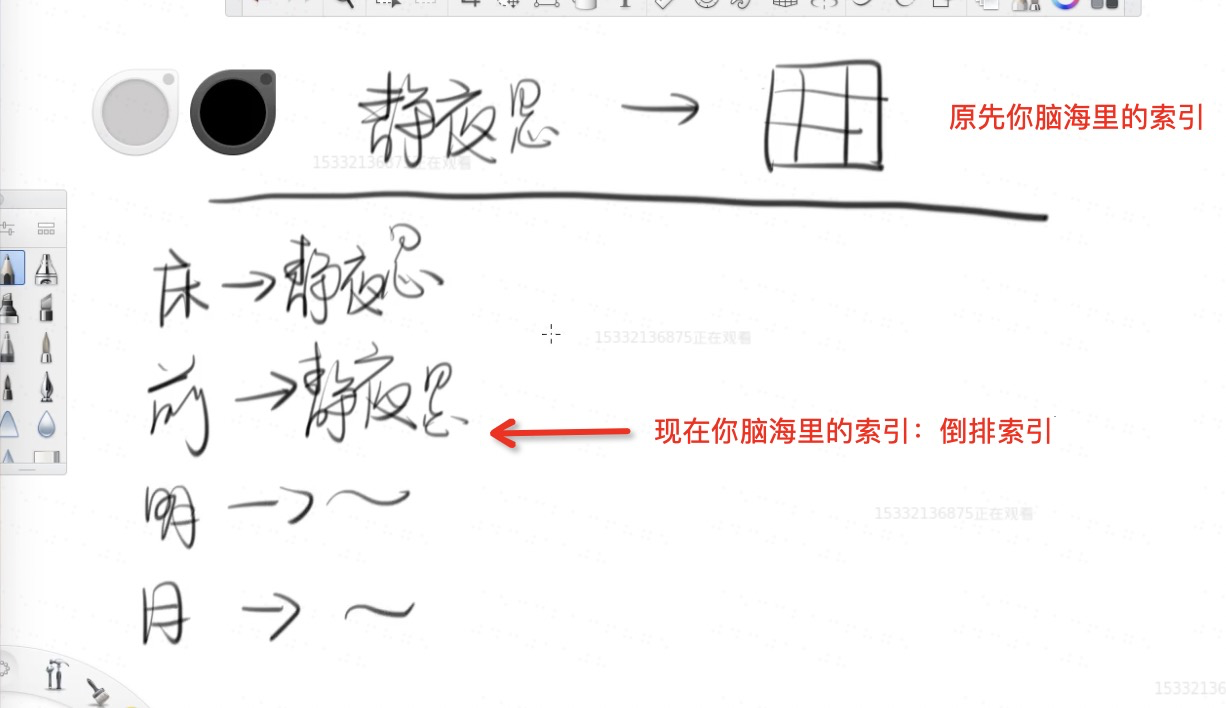 静夜思 → 原先你脑海里的索引
15332136875正在观看
床→静夜思
15332136875正在观看
前→静夜思
现在你脑海里的索引：倒排索引
明→～
15332136875正在观看
月→～
15332136